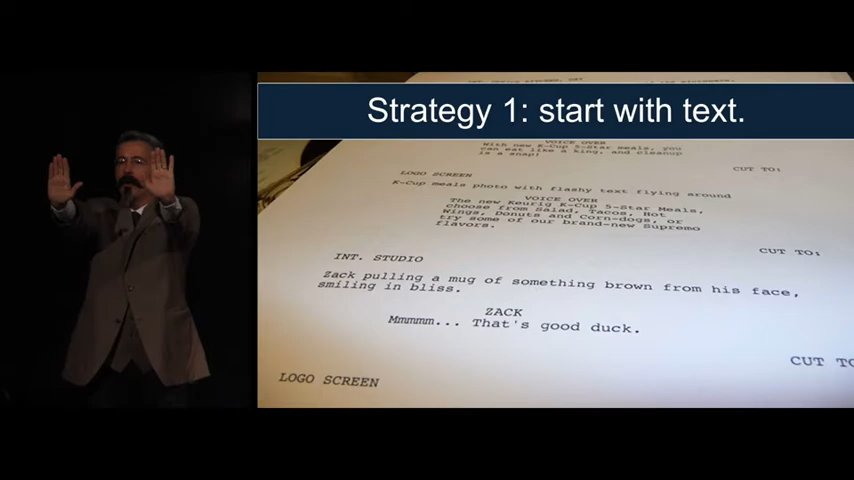 Strategy 1: start with text.
VOICE OVER
With new K-Cup 5-Star meals, you
can eat like a king, and cleanup
is a snap!
CUT TO:
LOGO SCREEN
K-Cup meals photo with flashy text flying around
VOICE OVER
The new Keurig K-Cup 5-Star Meals,
choose from Salad, Tacos, Hot
Wings, Donuts and Corn-dogs, or
try some of our brand-new Supremo
flavors.
CUT TO:
INT. STUDIO
Zack pulling a mug of something brown from his face,
smiling in bliss.
ZACK
Mmmmm... That's good duck.
CUT TO
LOGO SCREEN